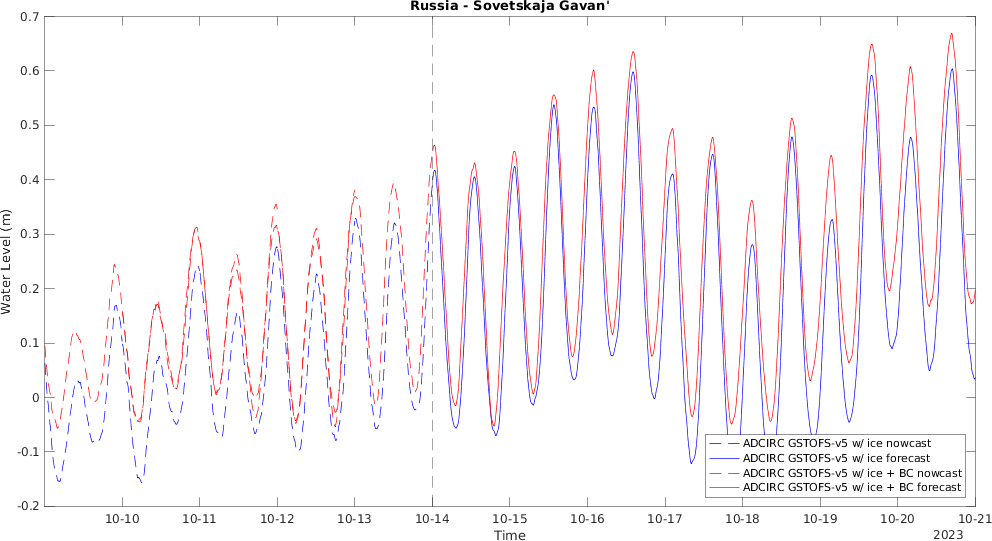 Russia - Sovetskaja Gavan'
Water Level (m)
0.7
0.6
0.5
0.4
0.3
0.2
0.1
0
-0.1
-0.2
ADCIRC GSTOFS-v5 w/ ice nowcast
ADCIRC GSTOFS-v5 w/ ice forecast
ADCIRC GSTOFS-v5 w/ ice + BC nowcast
ADCIRC GSTOFS-v5 w/ ice + BC forecast
10-10 10-11 10-12 10-13 10-14 10-15 10-16 10-17 10-18 10-19 10-20 10-21
Time
2023